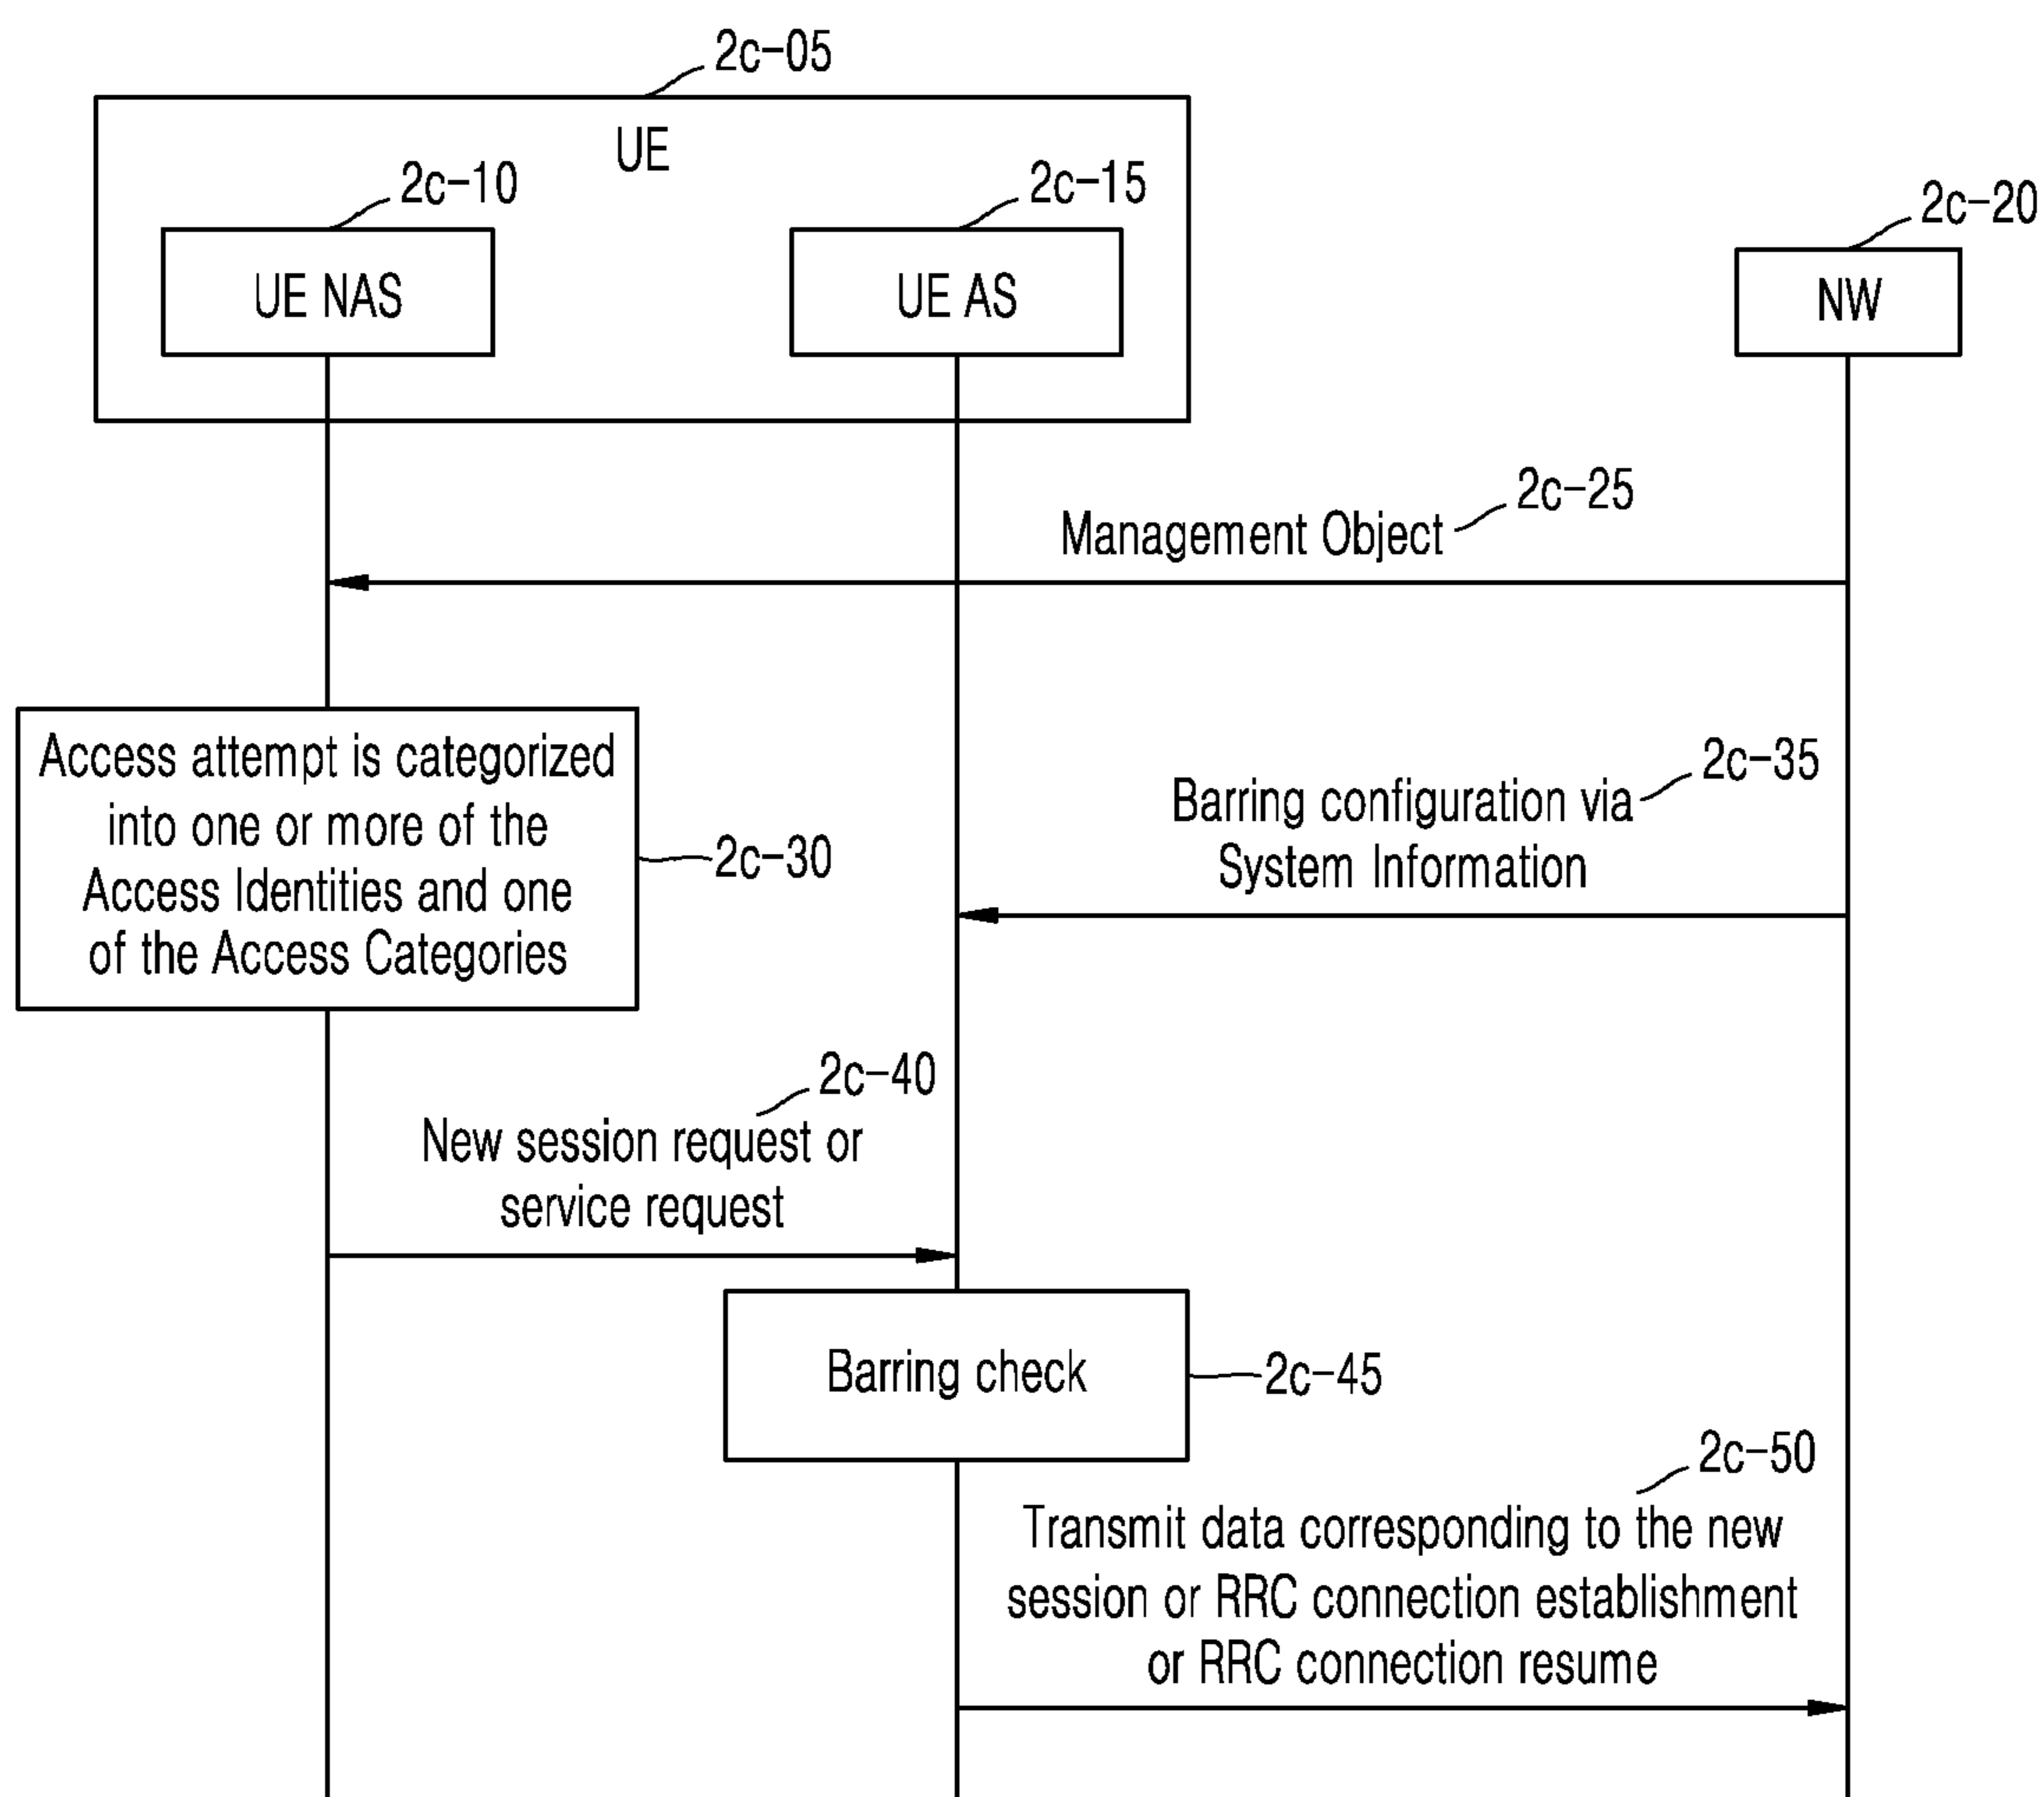 2c-05
UE
2c-10
2c-15
2c-20
UE NAS
UE AS
NW
2c-25
Management Object
Access attempt is categorized
into one or more of the
Access Identities and one
of the Access Categories
2c-30
2c-35
Barring configuration via
System Information
2c-40
New session request or
service request
Barring check
2c-45
2c-50
Transmit data corresponding to the new
session or RRC connection establishment
or RRC connection resume